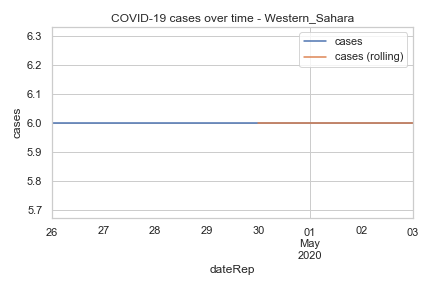 COVID-19 cases over time - Western_Sahara
cases
cases (rolling)
6.3
6.2
6.1
6.0
5.9
5.8
5.7
cases
26
27
28
29
30
01
May
2020
02
03
dateRep